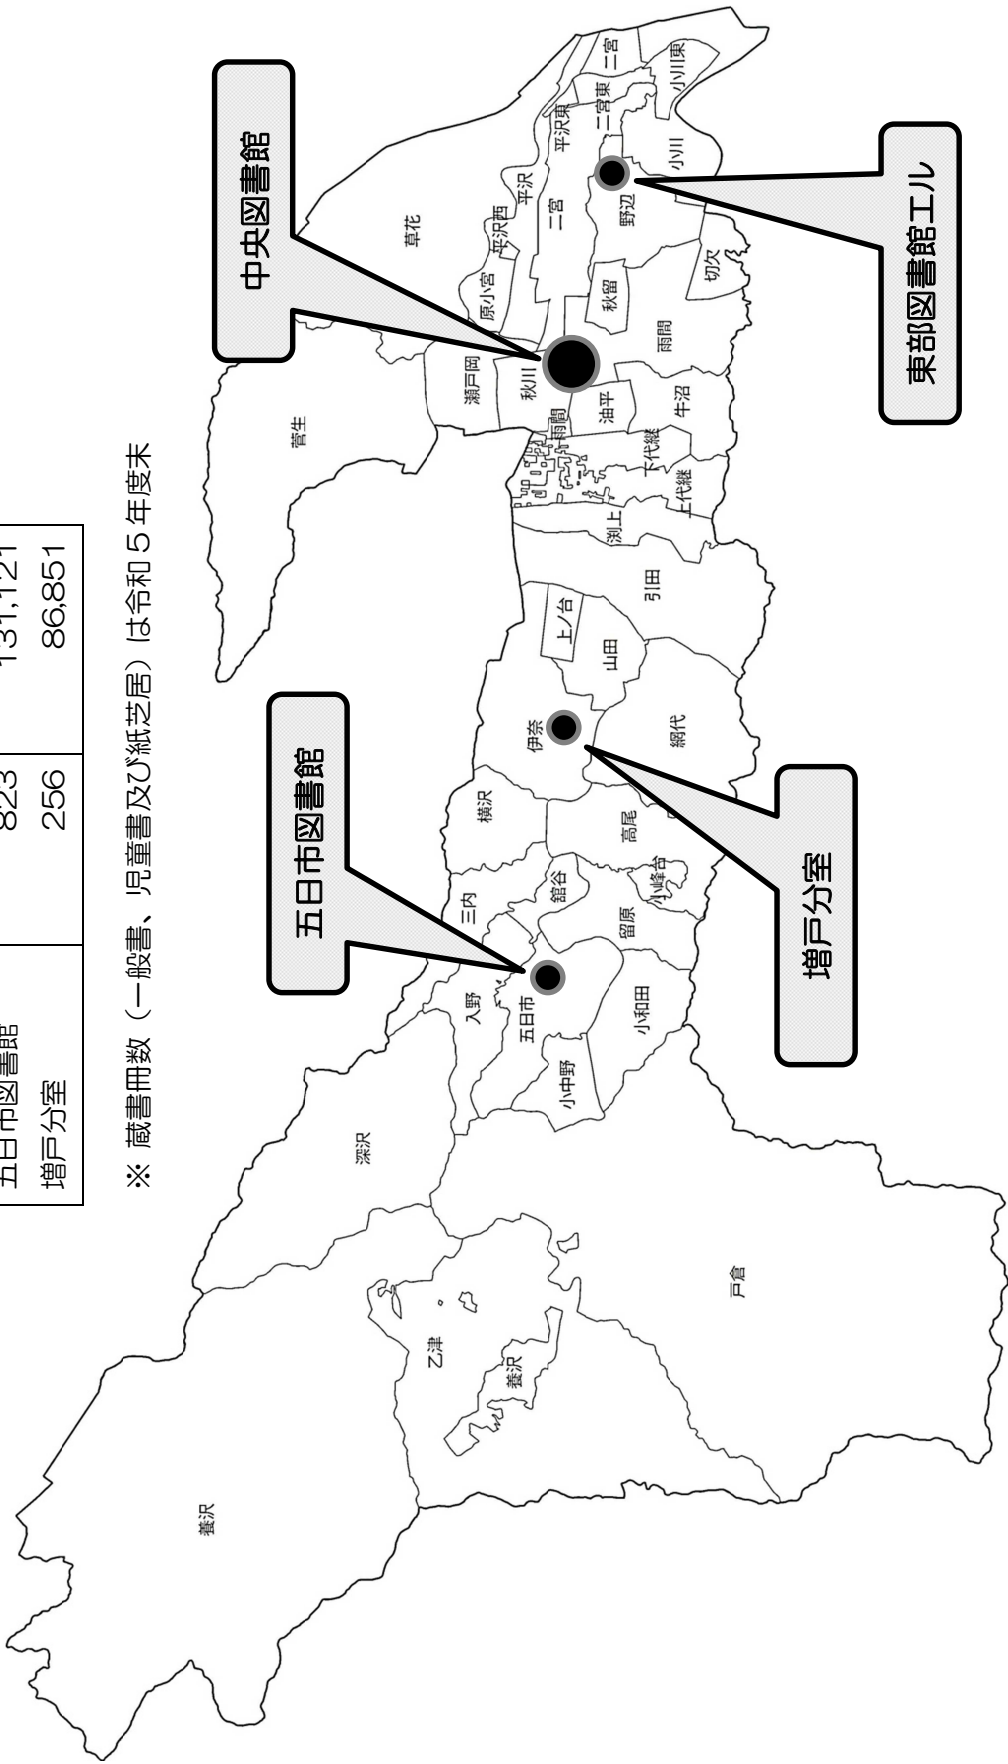 五日市図書館 823 131,121
増戸分室 256 86,851
※ 蔵書冊数（一般書、児童書及び紙芝居）は令和５年度末
中央図書館
五日市図書館
増戸分室
東部図書館エル
養沢
乙津
養沢
戸倉
深沢
入野
五日市
小中野
小和田
三内
横沢
舘谷
留原
高尾
小峰台
伊奈
網代
山田
上ノ台
引田
渕上
上代継
下代継
菅生
瀬戸岡
秋川
雨間
油平
牛沼
草花
原小宮
平沢西
平沢
平沢東
二宮
秋留
雨間
野辺
切欠
小川
二宮東
二宮
小川東